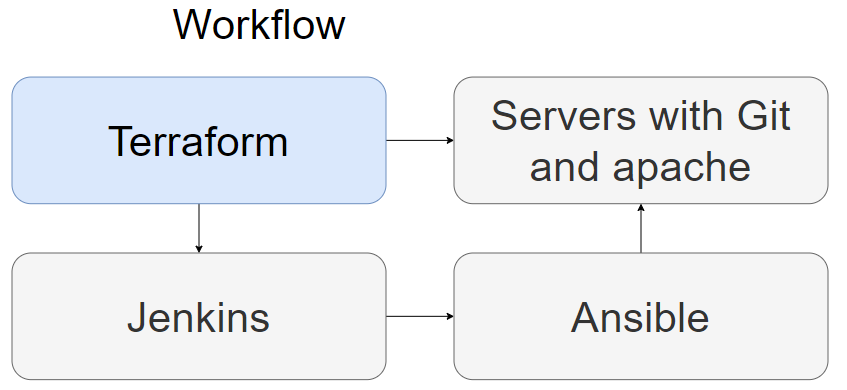 Workflow
Terraform
Servers with Git
and apache
Jenkins
Ansible